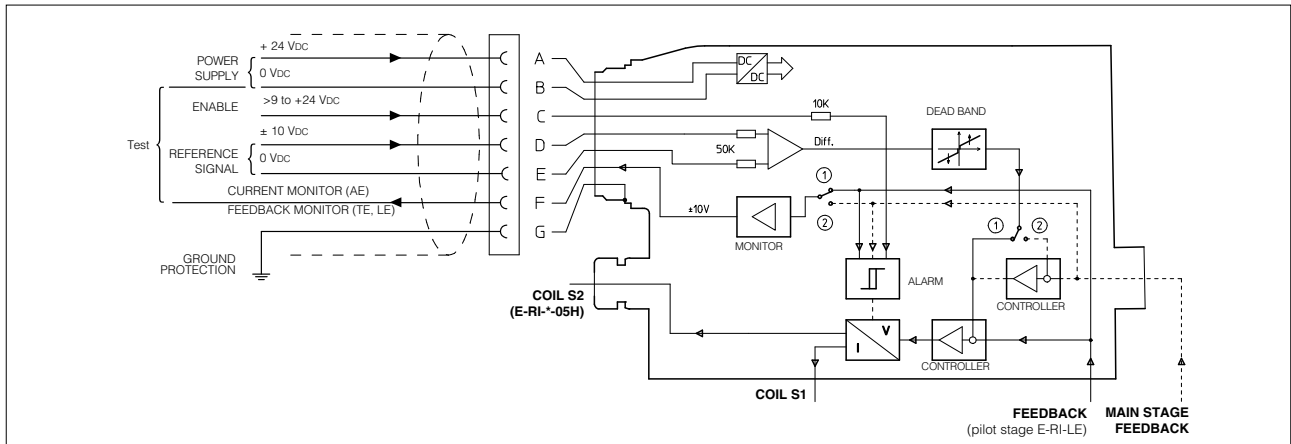 + 24 VDC
POWER
SUPPLY
0 VDC
ENABLE
>9 to +24 VDC
Test
± 10 VDC
REFERENCE
SIGNAL
0 VDC
CURRENT MONITOR (AE)
FEEDBACK MONITOR (TE, LE)
GROUND
PROTECTION
A
B
C
D
E
F
G
DC
DC
10K
DEAD BAND
50K
Diff.
1
2
±10V
MONITOR
1
2
ALARM
CONTROLLER
COIL S2
(E-RI-*-05H)
V
I
CONTROLLER
COIL S1
FEEDBACK
(pilot stage E-RI-LE)
MAIN STAGE
FEEDBACK